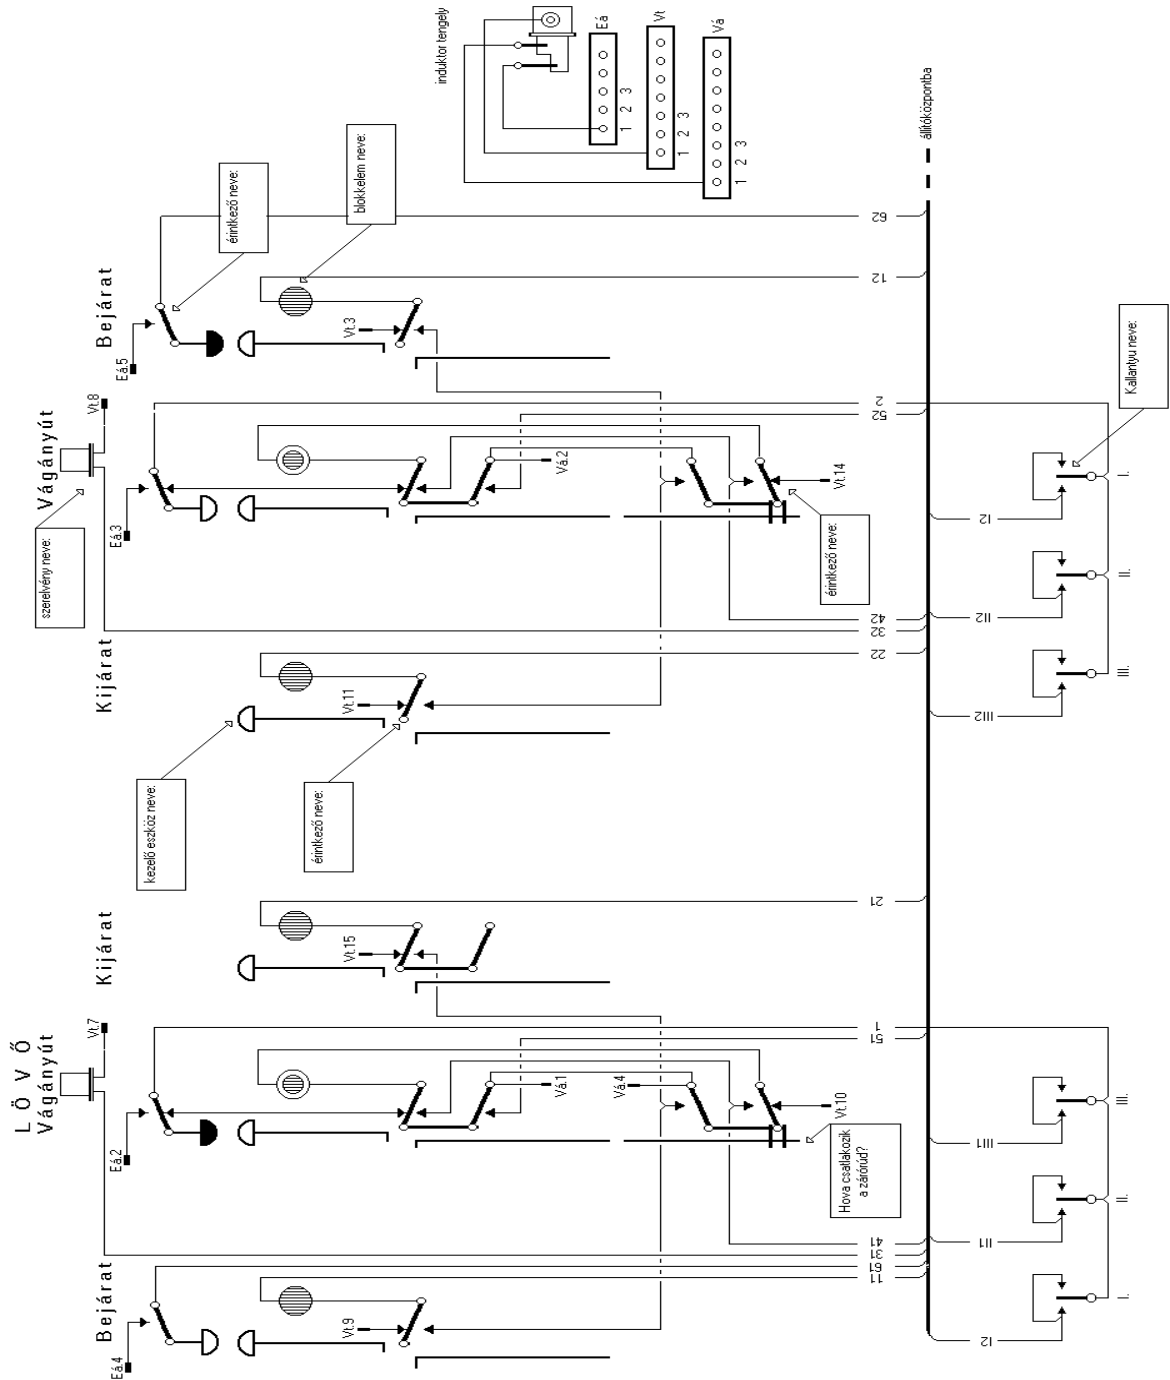 LÖVŐ
Vágányút
szerelvény neve:
Vágányút
Bejárat
Kijárat
Kijárat
Bejárat
Vt.7
Vt.8
Eá.4
Eá.2
Eá.3
Eá.5
kezelő eszköz neve:
érintkező neve:
érintkező neve:
blokkelem neve:
Vt.9
Vt.15
Vt.11
Vt.3
induktor tengely
Vá.1
Vá.4
Vá.2
Eá
1 2 3
Vt
1 2 3
Vá
1 2 3
Vt.10
Vt.14
Hova csatlakozik
a zárórúd?
érintkező neve:
11
61
31
41
51
1
21
22
32
42
52
2
12
62
állítóközpontba
I2
II1
III1
III2
II2
I2
I.
II.
III.
III.
II.
I.
Kallantyu neve: